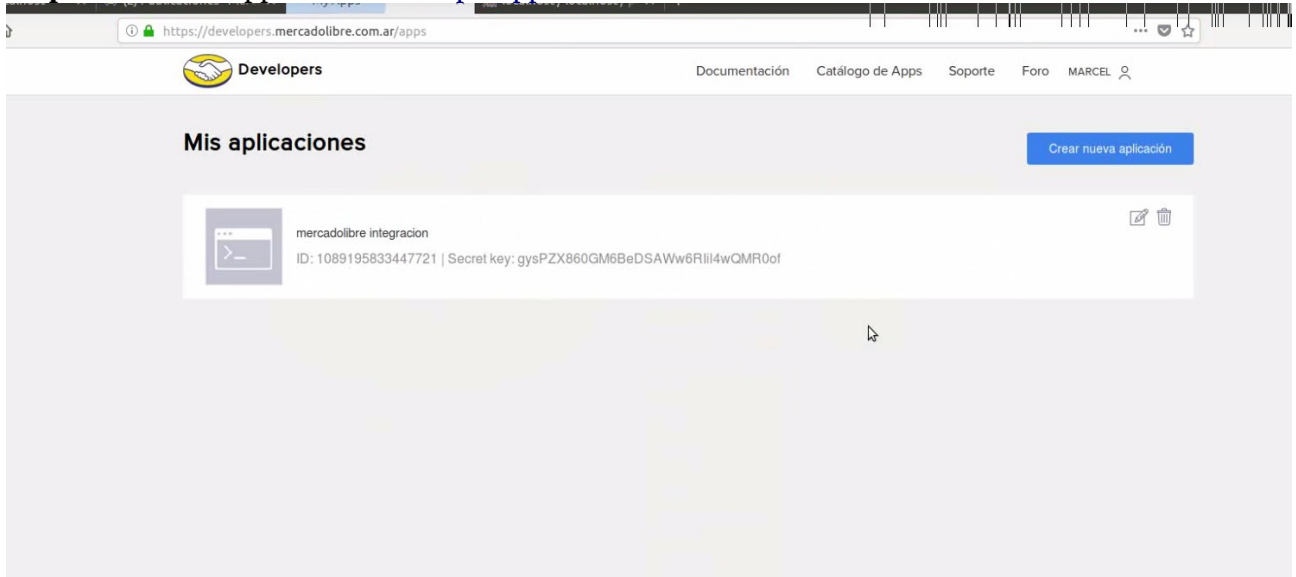 https://developers.mercadolibre.com.ar/apps
Developers
Documentación Catálogo de Apps Soporte Foro MARCEL
Mis aplicaciones
Crear nueva aplicación
mercadolibre integracion
ID: 1089195833447721 | Secret key: gysPZX860GM6BeDSAWw6RIil4wQMR0of